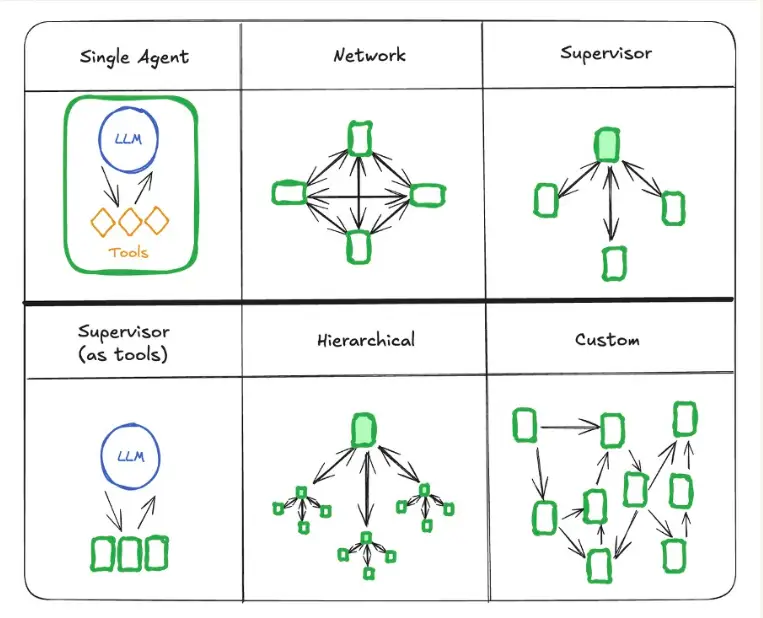 Single Agent
Network
Supervisor
LLM
Tools
Supervisor
(as tools)
Hierarchical
Custom
LLM